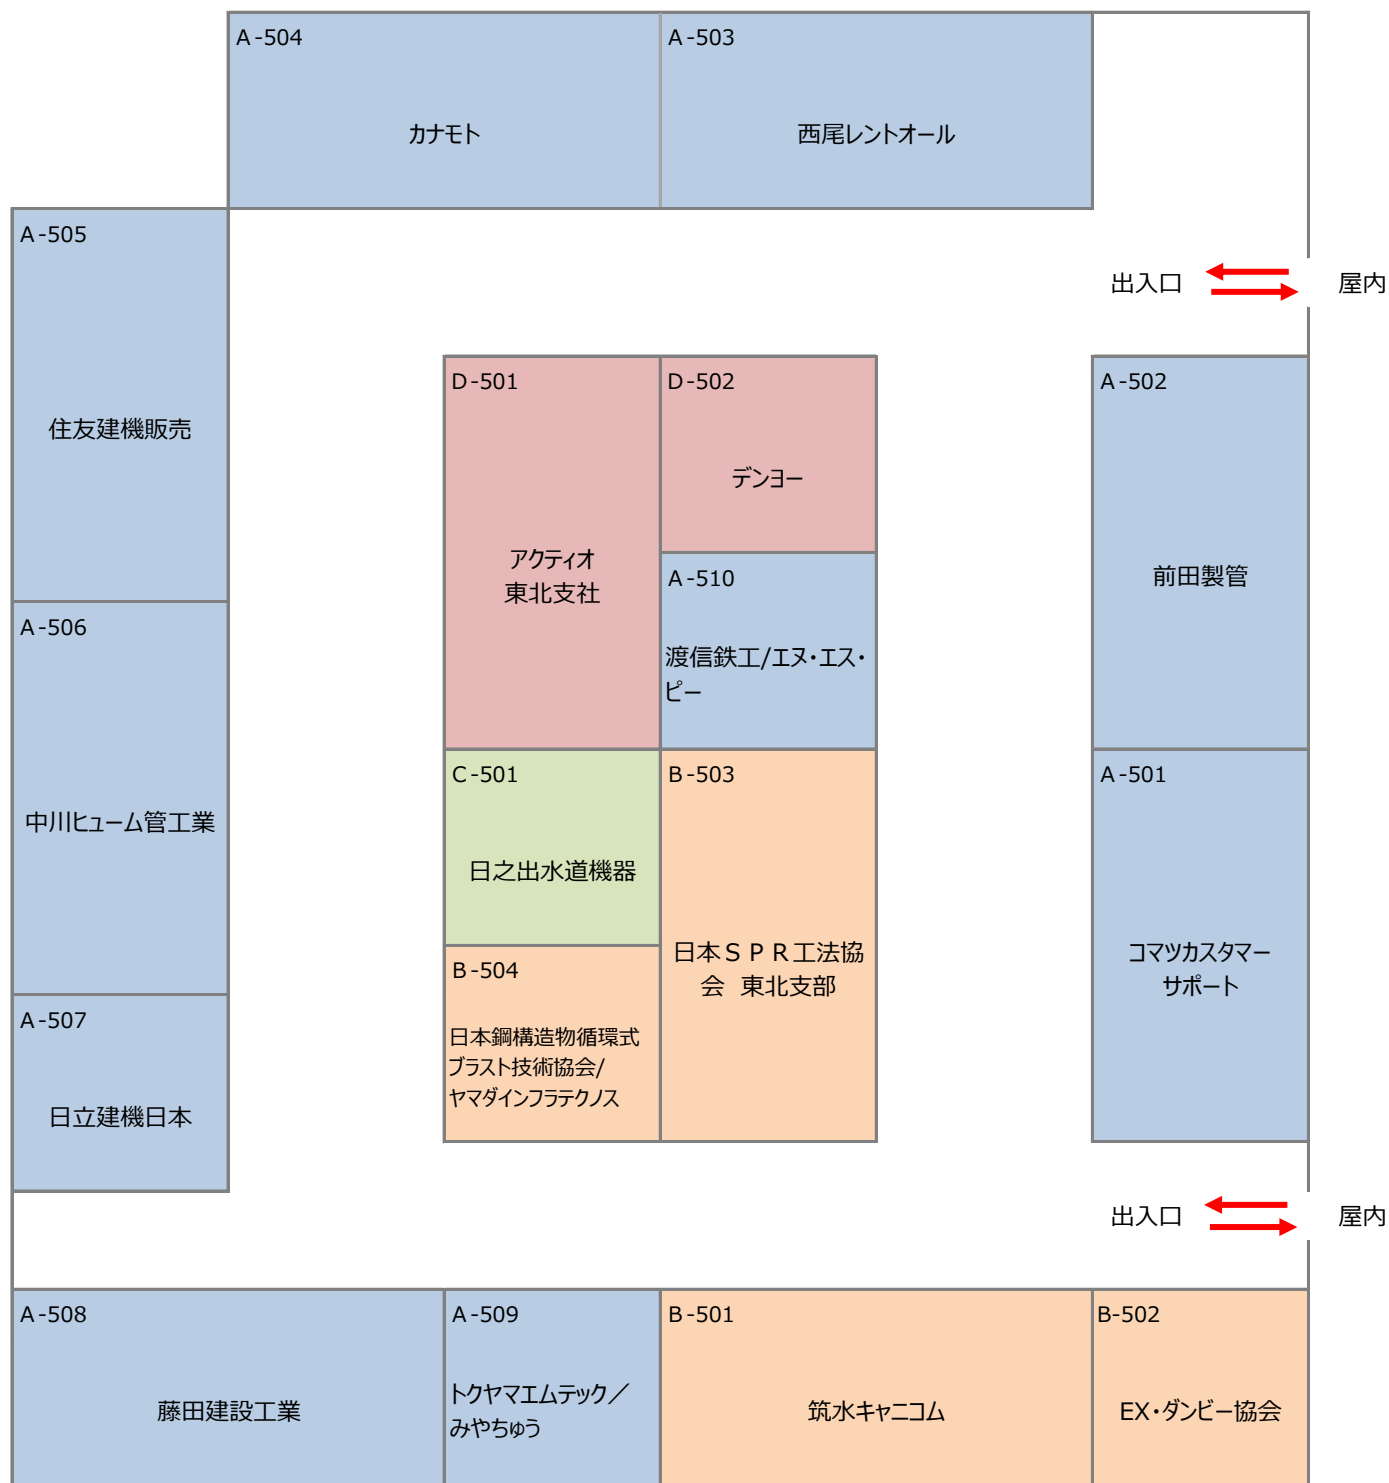 A-504
カナモト
A-503
西尾レントオール
A-505
住友建機販売
出入口
屋内
D-501
アクティオ
東北支社
D-502
デンヨー
A-502
前田製管
A-510
渡信鉄工/エヌ・エス・
ピー
A-506
中川ヒューム管工業
C-501
日之出水道機器
B-503
日本ＳＰＲ工法協
会 東北支部
A-501
コマツカスタマー
サポート
B-504
日本鋼構造物循環式
ブラスト技術協会/
ヤマダインフラテクノス
A-507
日立建機日本
出入口
屋内
A-508
藤田建設工業
A-509
トクヤマエムテック／
みやちゅう
B-501
筑水キャニコム
B-502
EX・ダンビー協会